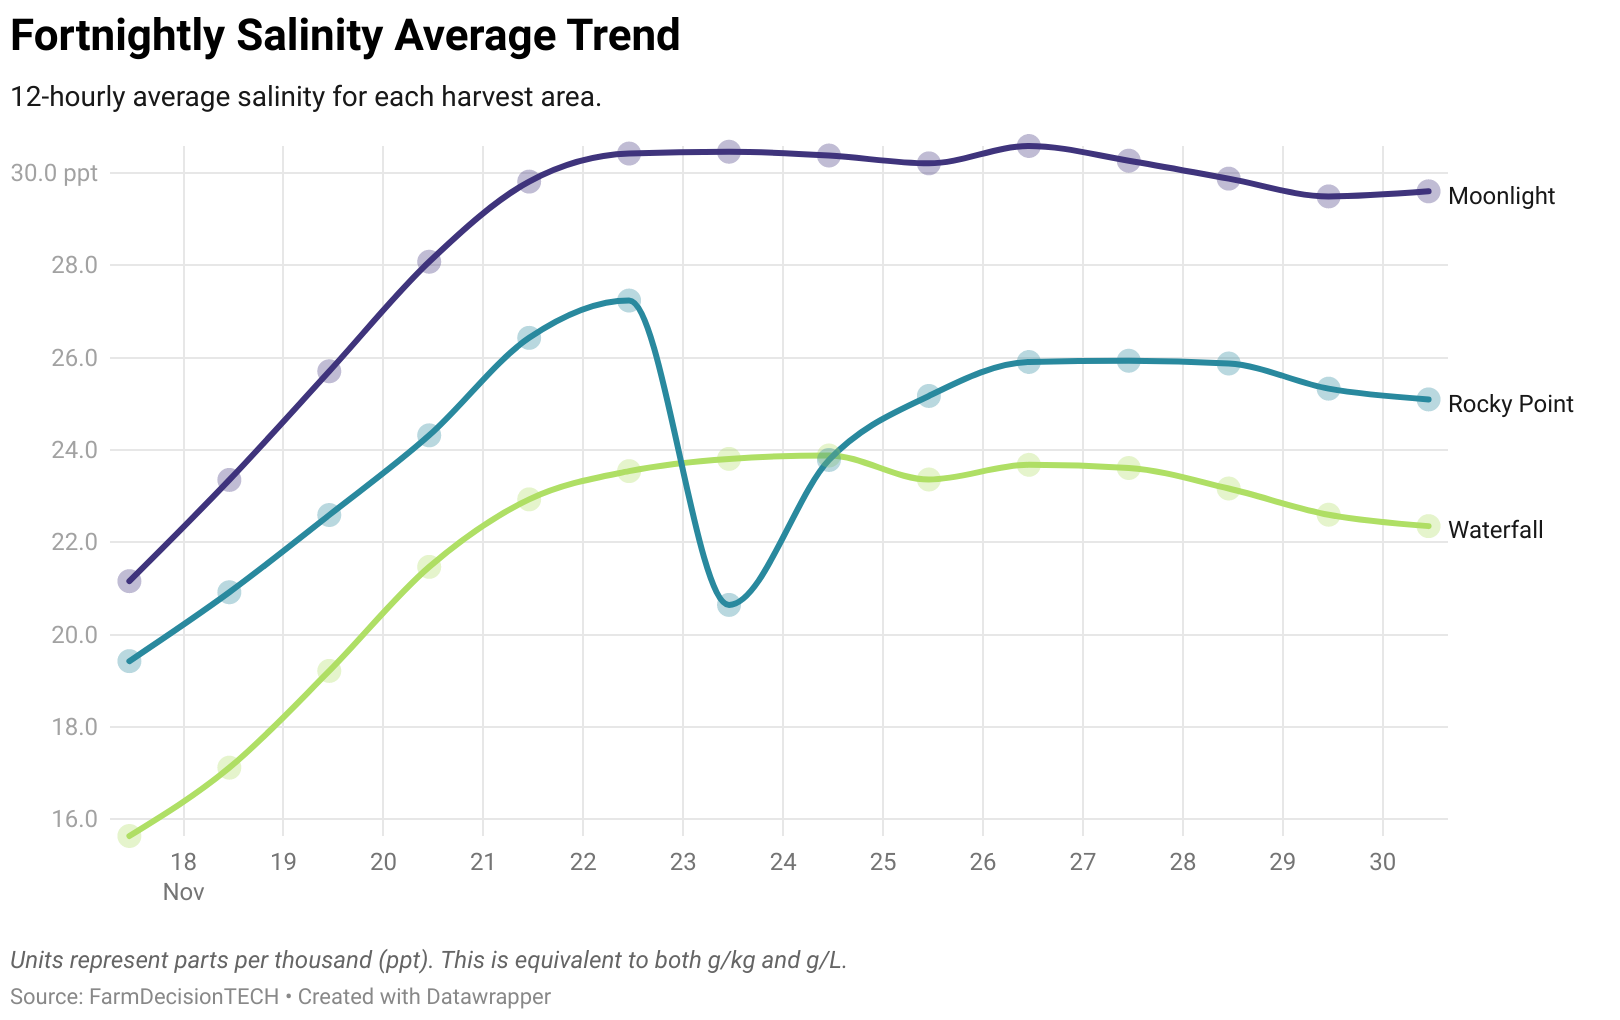 Fortnightly Salinity Average Trend
12-hourly average salinity for each harvest area.
30.0 ppt
Moonlight
28.0
26.0
Rocky Point
24.0
22.0
Waterfall
20.0
18.0
16.0
18 19 20 21 22 23 24 25 26 27 28 29 30
Nov
Units represent parts per thousand (ppt). This is equivalent to both g/kg and g/L.
Source: FarmDecisionTECH • Created with Datawrapper